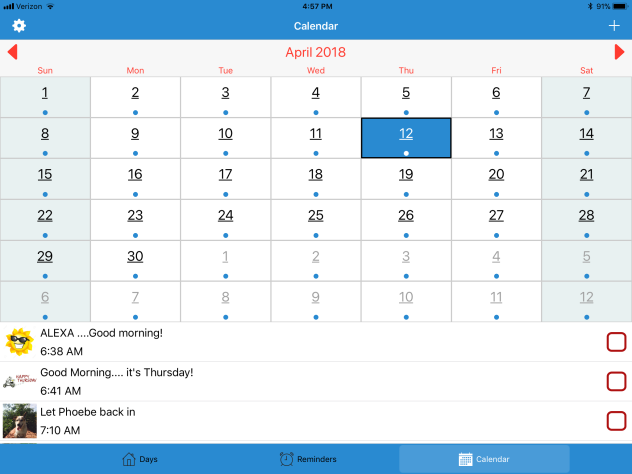 Verizon 4:57 PM 91%
Calendar
April 2018
Sun Mon Tue Wed Thu Fri Sat
1 2 3 4 5 6 7
8 9 10 11 12 13 14
15 16 17 18 19 20 21
22 23 24 25 26 27 28
29 30 1 2 3 4 5
6 7 8 9 10 11 12
ALEXA ....Good morning!
6:38 AM
HAPPY
THURSDAY
Good Morning.... it's Thursday!
6:41 AM
Let Phoebe back in
7:10 AM
Days Reminders Calendar